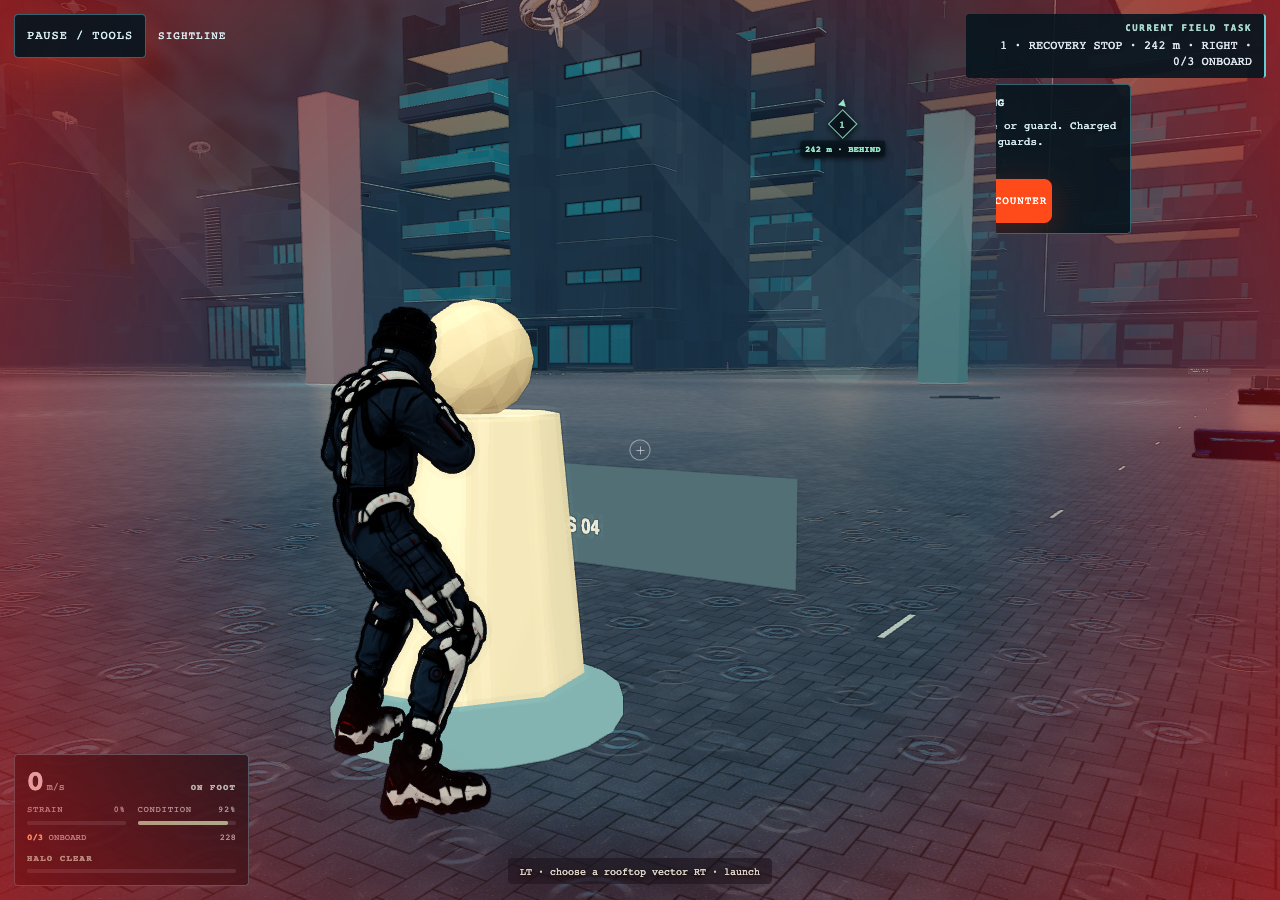 PAUSE / TOOLS
SIGHTLINE
CURRENT FIELD TASK
1 · RECOVERY STOP · 242 m · RIGHT ·
0/3 ONBOARD
or guard. Charged
guards.
COUNTER
1
242 m · BEHIND
S 04
0 m/s
ON FOOT
STRAIN 0% CONDITION 92%
0/3 ONBOARD 228
HALO CLEAR
LT · choose a rooftop vector RT · launch